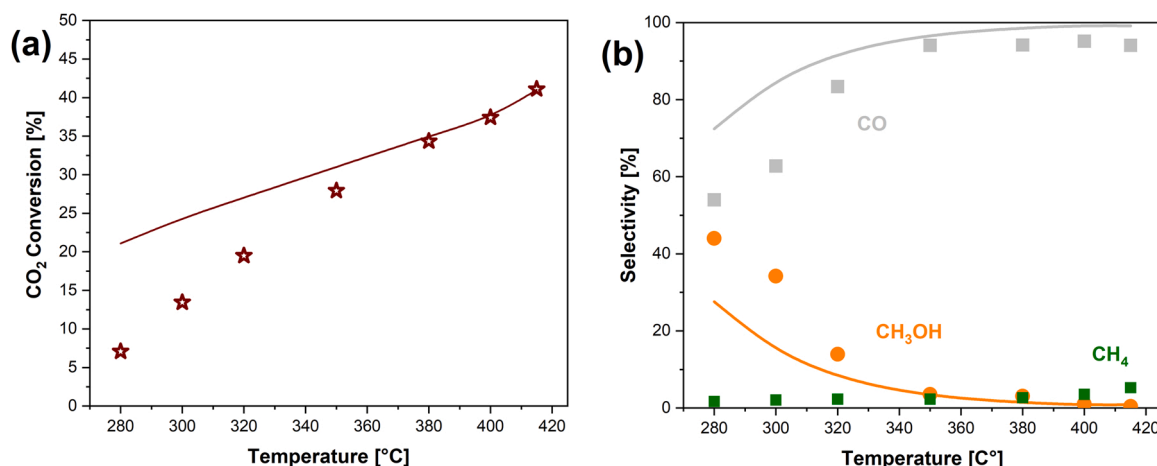 (a)
CO₂ Conversion [%]
50
45
40
35
30
25
20
15
10
5
0
280 300 320 340 360 380 400 420
Temperature [°C]
(b)
Selectivity [%]
100
80
60
40
20
0
CO
CH₃OH
CH₄
280 300 320 340 360 380 400
Temperature [C°]